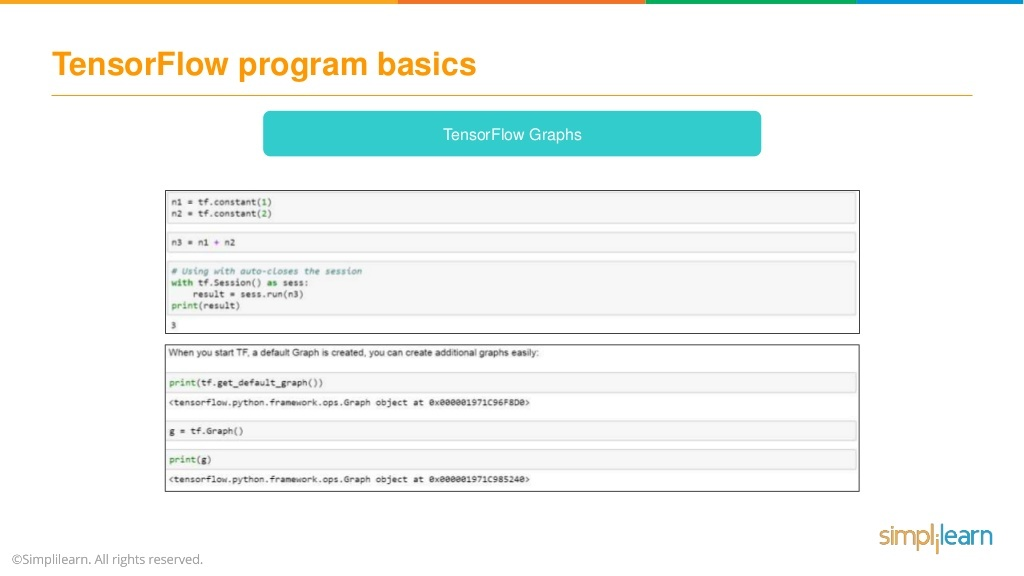 TensorFlow program basics
TensorFlow Graphs
n1 = tf.constant(1)
n2 = tf.constant(2)
n3 = n1 + n2
# Using with auto-closes the session
with tf.Session() as sess:
    result = sess.run(n3)
print(result)
3
When you start TF, a default Graph is created, you can create additional graphs easily:
print(tf.get_default_graph())
<tensorflow.python.framework.ops.Graph object at 0x000001971C96F8D0>
g = tf.Graph()
print(g)
<tensorflow.python.framework.ops.Graph object at 0x000001971C985240>
simplilearn
©Simplilearn. All rights reserved.